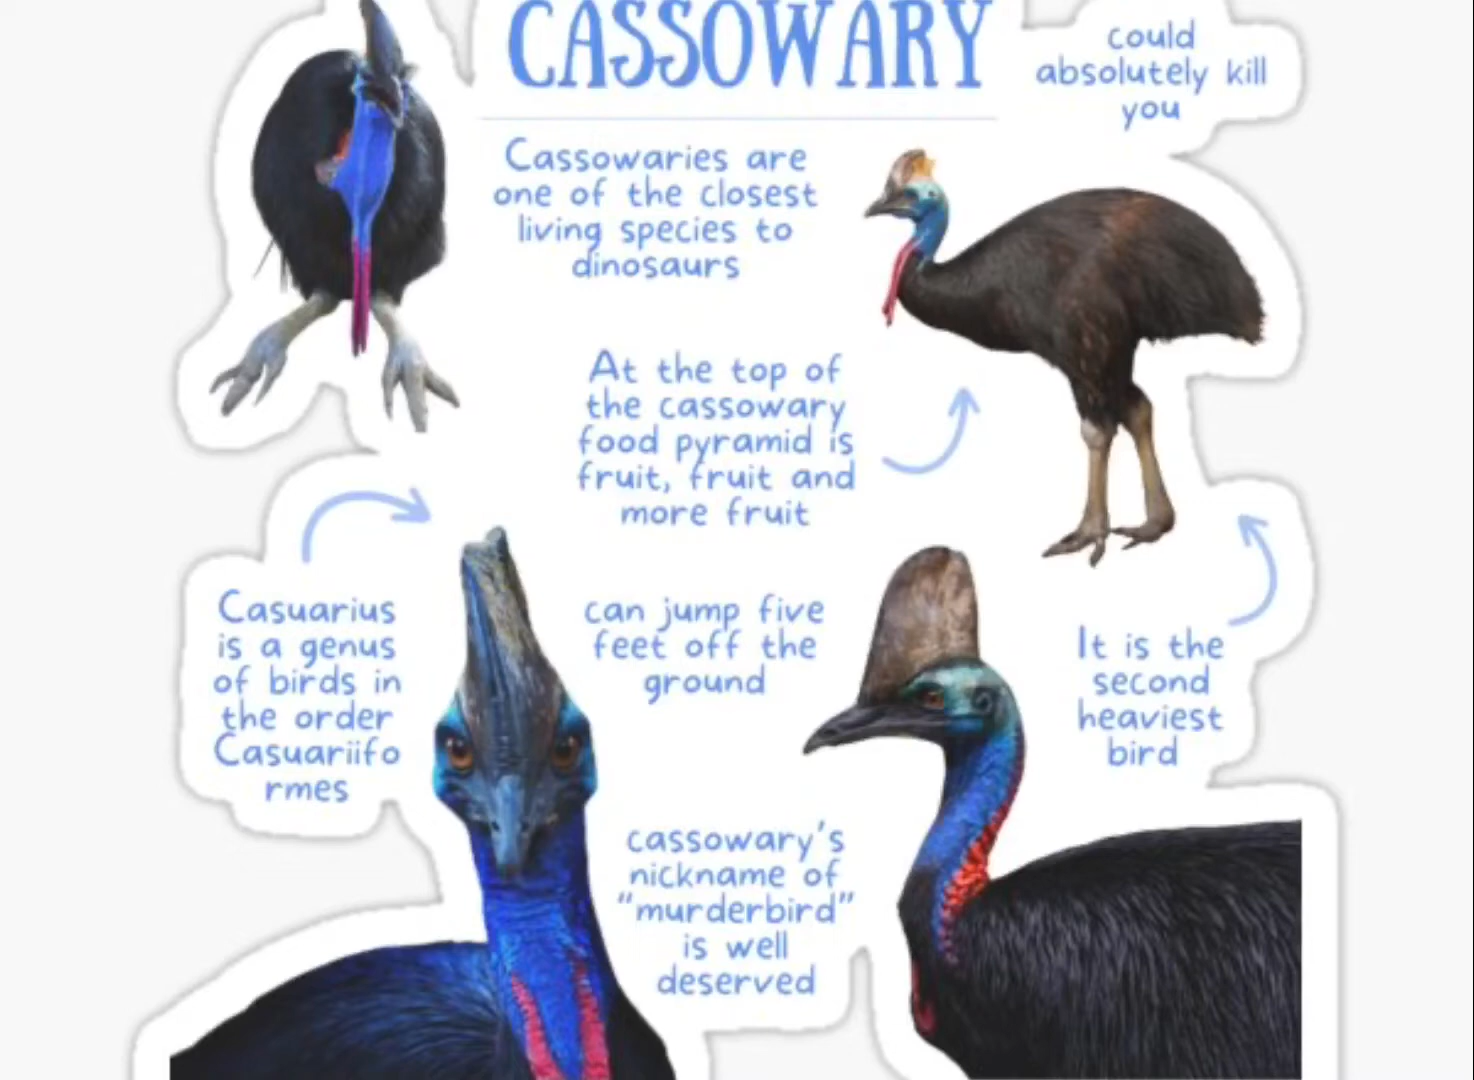 CASSOWARY
could
absolutely kill
you
Cassowaries are
one of the closest
living species to
dinosaurs
At the top of
the cassowary
food pyramid is
fruit, fruit and
more fruit
Casuarius
is a genus
of birds in
the order
Casuariifo
rmes
can jump five
feet off the
ground
It is the
second
heaviest
bird
cassowary's
nickname of
"murderbird"
is well
deserved